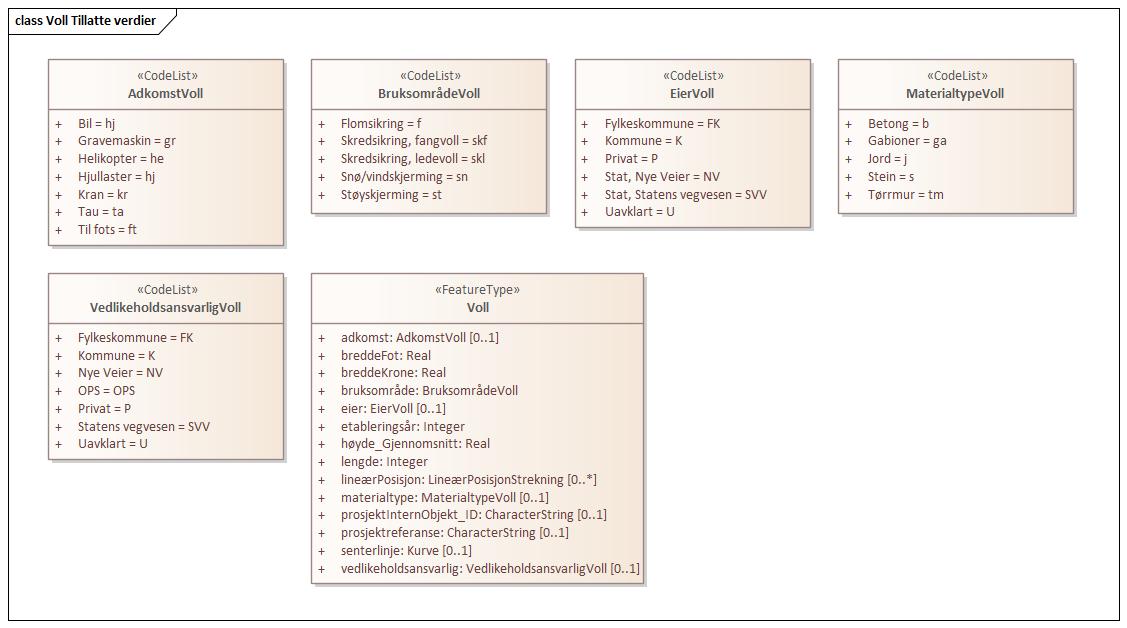 class Voll Tillatte verdier
«CodeList»
AdkomstVoll
+ Bil = hj
+ Gravemaskin = gr
+ Helikopter = he
+ Hjullaster = hj
+ Kran = kr
+ Tau = ta
+ Til fots = ft
«CodeList»
BruksområdeVoll
+ Flomsikring = f
+ Skredsikring, fangvoll = skf
+ Skredsikring, ledevoll = skl
+ Snø/vindskjerming = sn
+ Støyskjerming = st
«CodeList»
EierVoll
+ Fylkeskommune = FK
+ Kommune = K
+ Privat = P
+ Stat, Nye Veier = NV
+ Stat, Statens vegvesen = SVV
+ Uavklart = U
«CodeList»
MaterialtypeVoll
+ Betong = b
+ Gabioner = ga
+ Jord = j
+ Stein = s
+ Tørrmur = tm
«CodeList»
VedlikeholdsansvarligVoll
+ Fylkeskommune = FK
+ Kommune = K
+ Nye Veier = NV
+ OPS = OPS
+ Privat = P
+ Statens vegvesen = SVV
+ Uavklart = U
«FeatureType»
Voll
+ adkomst: AdkomstVoll [0..1]
+ breddeFot: Real
+ breddeKrone: Real
+ bruksområde: BruksområdeVoll
+ eier: EierVoll [0..1]
+ etableringsår: Integer
+ høyde_Gjennomsnitt: Real
+ lengde: Integer
+ lineærPosisjon: LineærPosisjonStrekning [0..*]
+ materialtype: MaterialtypeVoll [0..1]
+ prosjektInternObjekt_ID: CharacterString [0..1]
+ prosjektreferanse: CharacterString [0..1]
+ senterlinje: Kurve [0..1]
+ vedlikeholdsansvarlig: VedlikeholdsansvarligVoll [0..1]